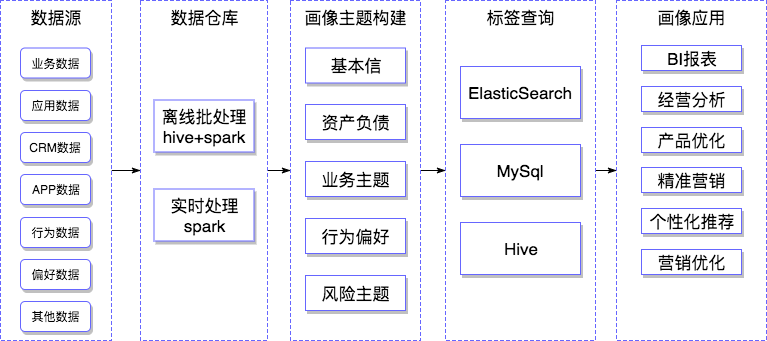 数据源
业务数据
应用数据
CRM数据
APP数据
行为数据
偏好数据
其他数据
数据仓库
离线批处理
hive+spark
实时处理
spark
画像主题构建
基本信
资产负债
业务主题
行为偏好
风险主题
标签查询
ElasticSearch
MySql
Hive
画像应用
BI报表
经营分析
产品优化
精准营销
个性化推荐
营销优化